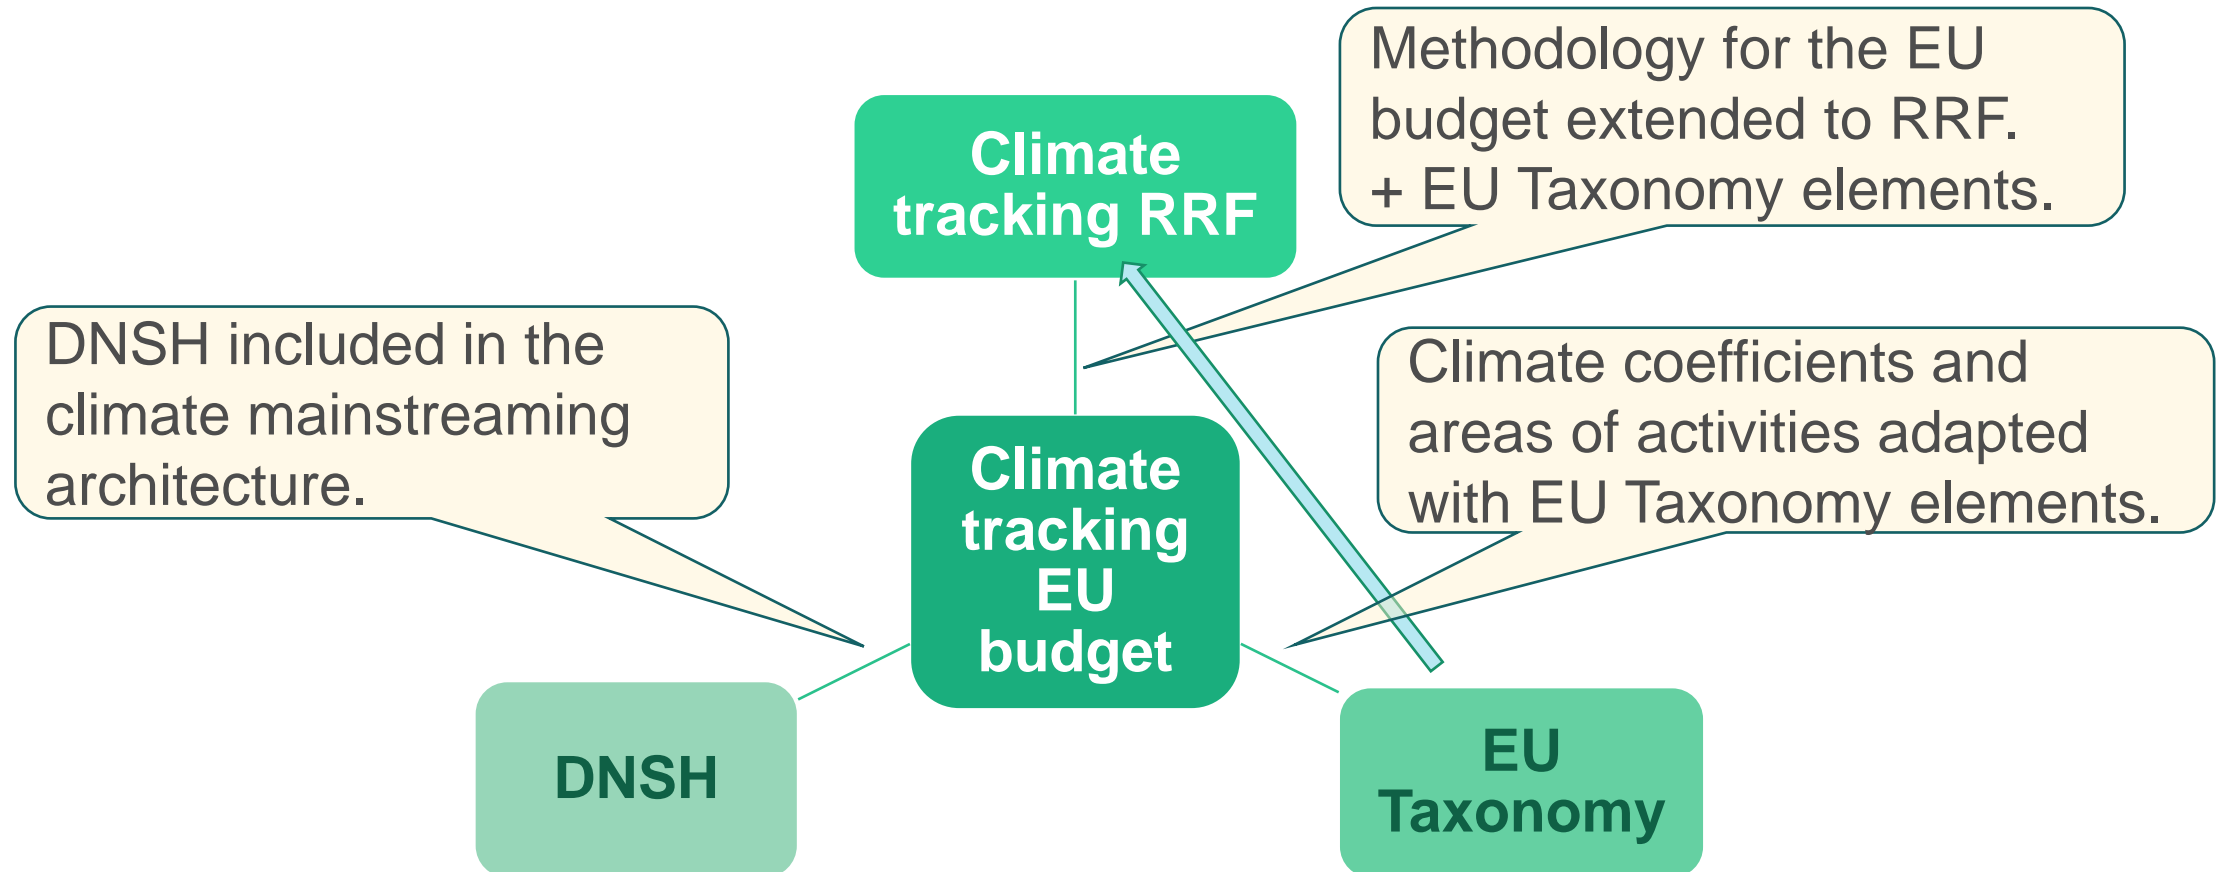 Methodology for the EU
budget extended to RRF.
+ EU Taxonomy elements.
Climate
tracking RRF
DNSH included in the
climate mainstreaming
architecture.
Climate coefficients and
areas of activities adapted
with EU Taxonomy elements.
Climate
tracking
EU
budget
DNSH
EU
Taxonomy